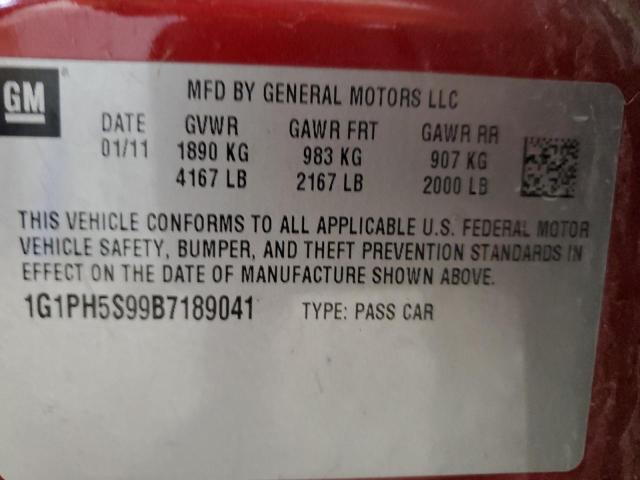 GM
MFD BY GENERAL MOTORS LLC
DATE GVWR GAWR FRT GAWR RR
01/11 1890 KG 983 KG 907 KG
4167 LB 2167 LB 2000 LB
THIS VEHICLE CONFORMS TO ALL APPLICABLE U.S. FEDERAL MOTOR
VEHICLE SAFETY, BUMPER, AND THEFT PREVENTION STANDARDS IN
EFFECT ON THE DATE OF MANUFACTURE SHOWN ABOVE.
1G1PH5S99B7189041 TYPE: PASS CAR